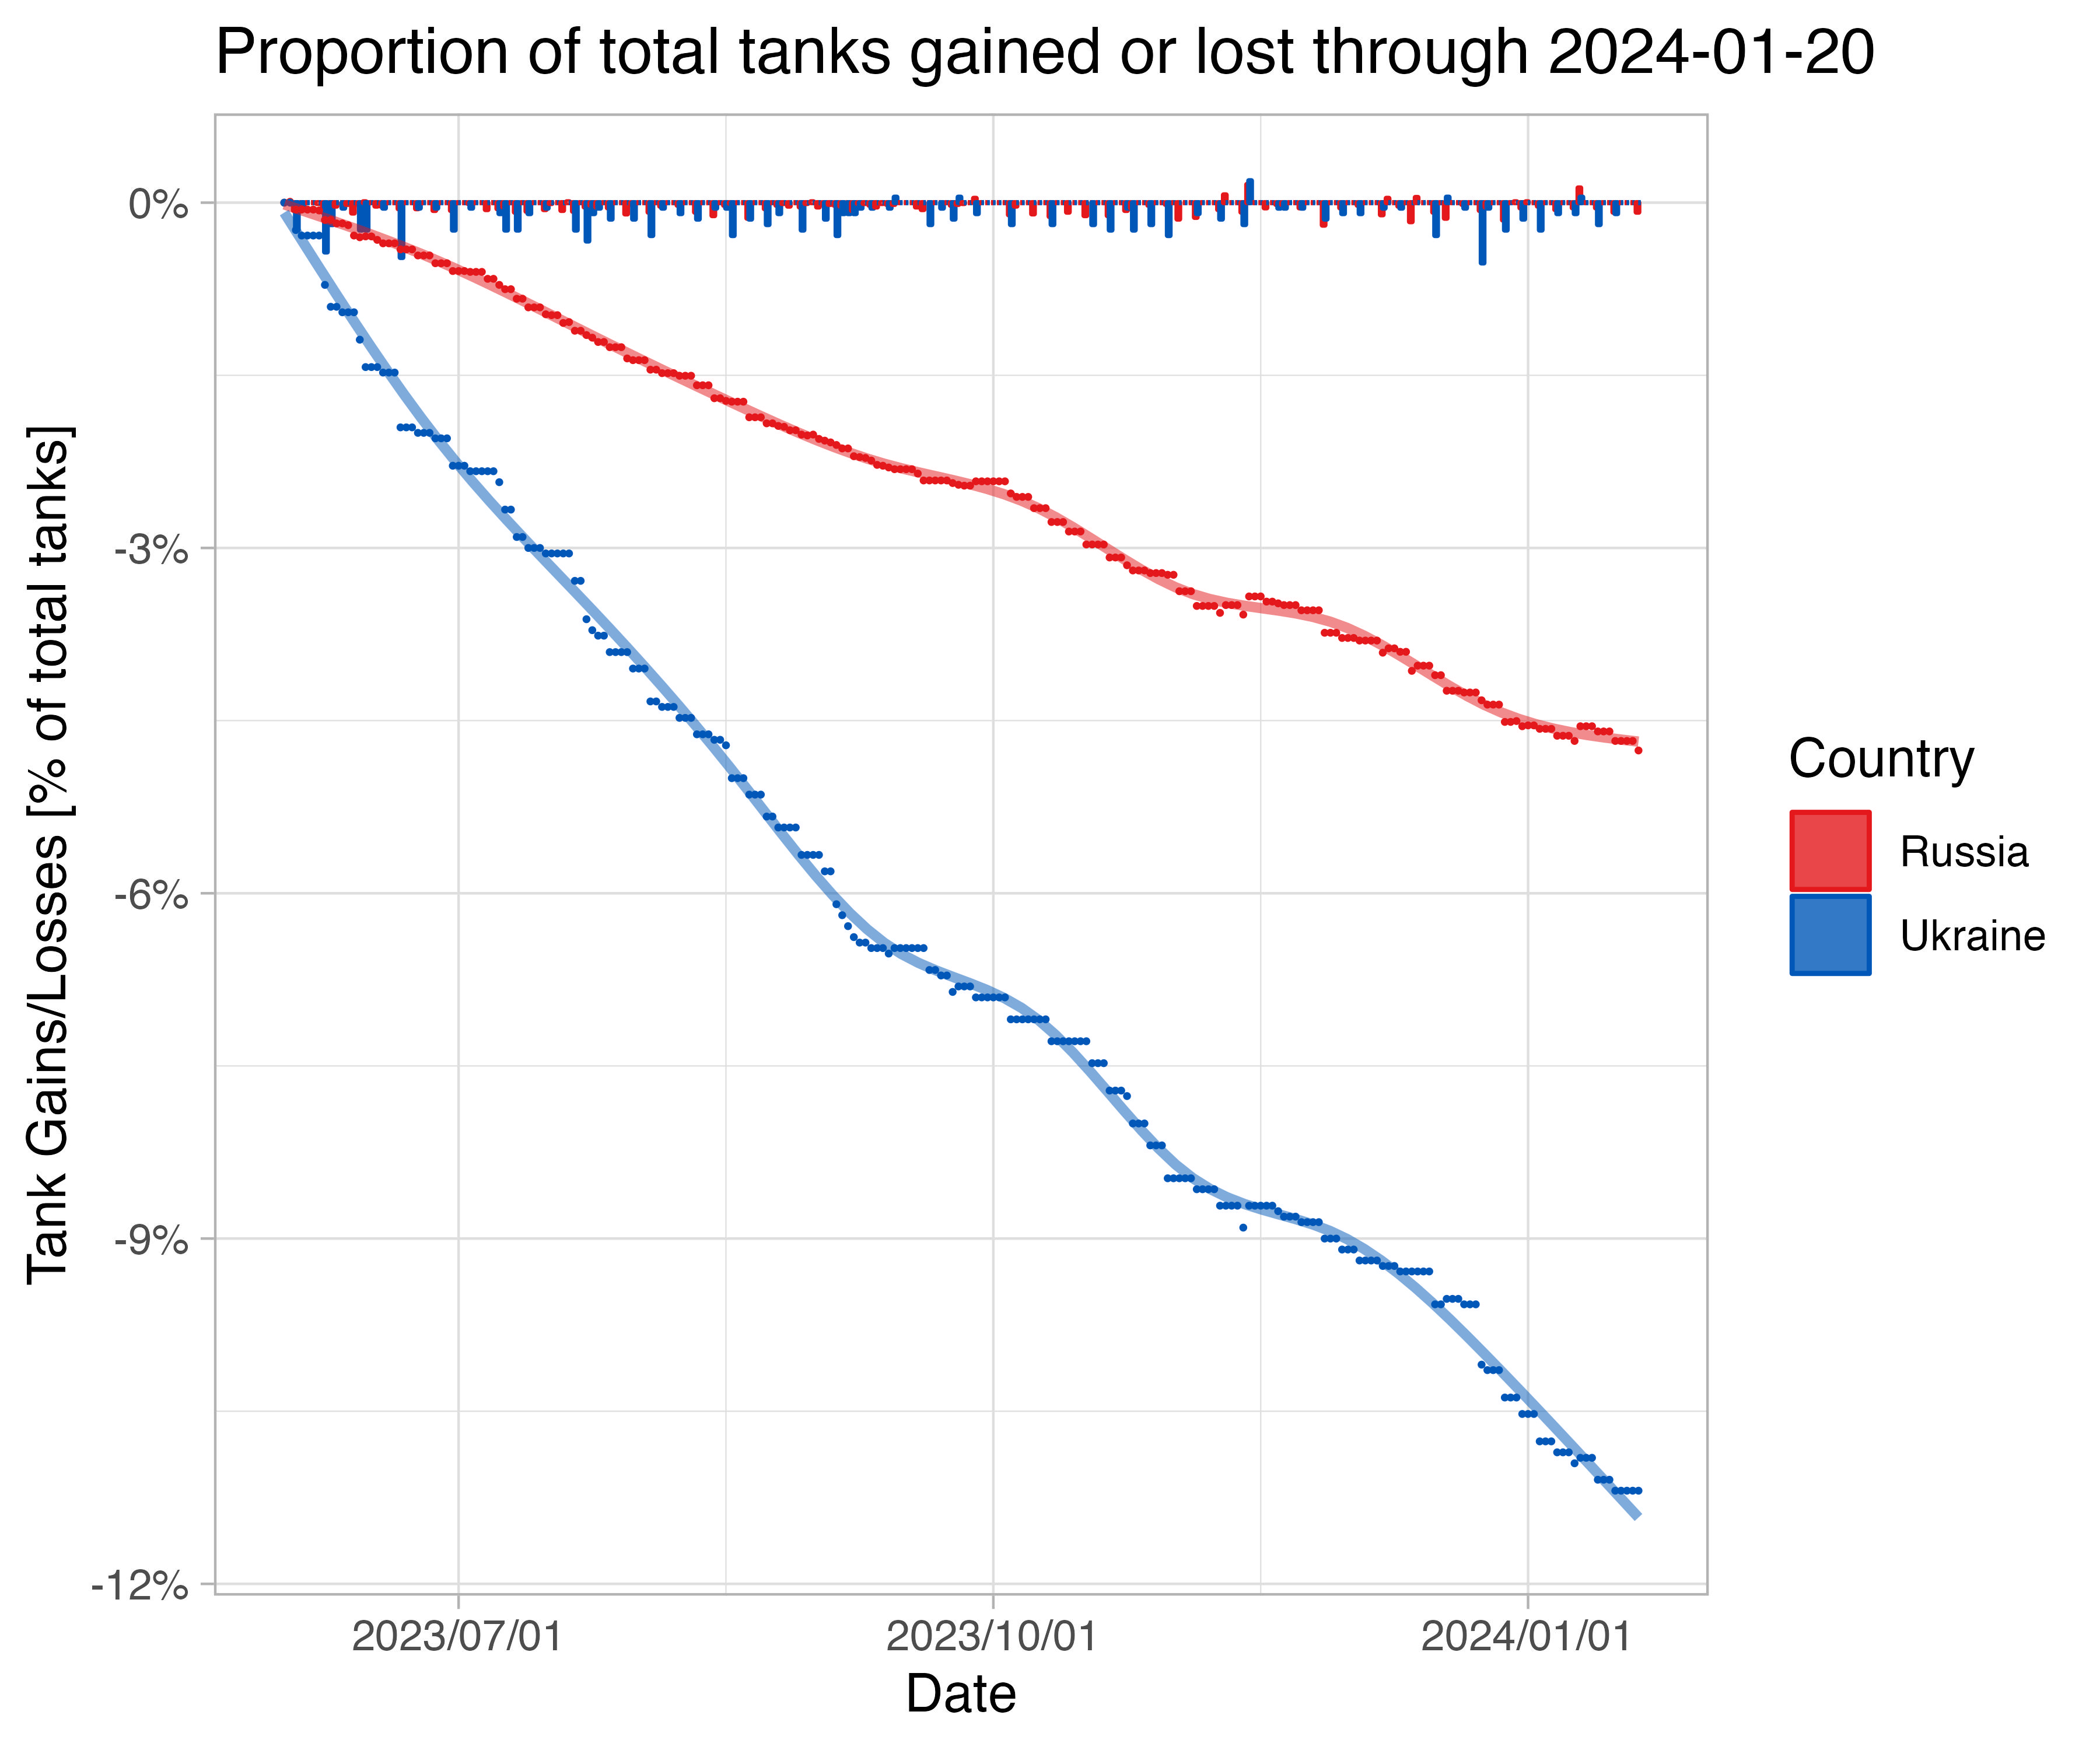 Proportion of total tanks gained or lost through 2024-01-20
Tank Gains/Losses [% of total tanks]
0%
-3%
-6%
-9%
-12%
2023/07/01
2023/10/01
2024/01/01
Date
Country
Russia
Ukraine